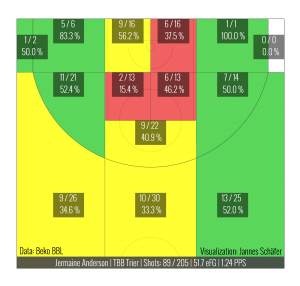 5 / 6
83.3 %
9 / 16
56.2 %
6 / 16
37.5 %
1 / 1
100.0 %
1 / 2
50.0 %
0 / 0
0.0 %
11 / 21
52.4 %
2 / 13
15.4 %
6 / 13
46.2 %
7 / 14
50.0 %
9 / 22
40.9 %
9 / 26
34.6 %
10 / 30
33.3 %
13 / 25
52.0 %
Data: Beko BBL
Visualization: Jannes Schäfer
Jermaine Anderson | TBB Trier | Shots: 89 / 205 | 51.7 eFG | 1.24 PPS